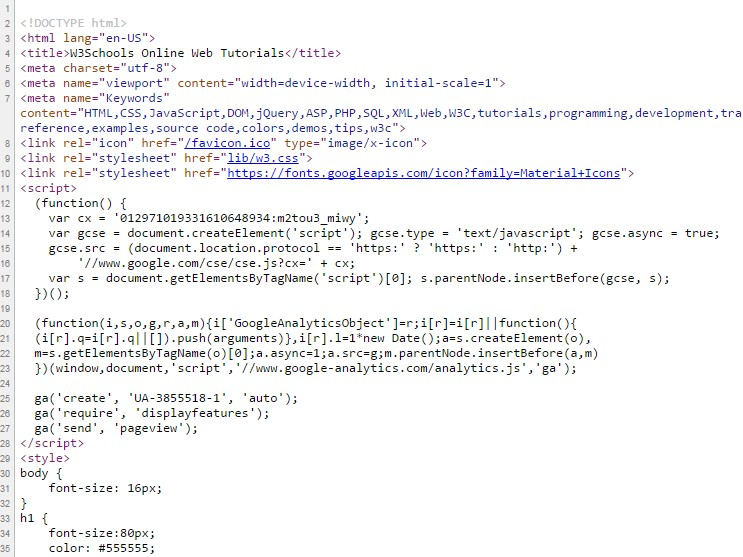 1
2 <!DOCTYPE html>
3 <html lang="en-US">
4 <title>W3Schools Online Web Tutorials</title>
5 <meta charset="utf-8">
6 <meta name="viewport" content="width=device-width, initial-scale=1">
7 <meta name="Keywords"
content="HTML,CSS,JavaScript,DOM,jQuery,ASP,PHP,SQL,XML,Web,W3C,tutorials,programming,development,tra
reference,examples,source code,colors,demos,tips,w3c">
8 <link rel="icon" href="/favicon.ico" type="image/x-icon">
9 <link rel="stylesheet" href="lib/w3.css">
10 <link rel="stylesheet" href="https://fonts.googleapis.com/icon?family=Material+Icons">
11 <script>
12   (function() {
13     var cx = '012971019331610648934:m2tou3_miwy';
14     var gcse = document.createElement('script'); gcse.type = 'text/javascript'; gcse.async = true;
15     gcse.src = (document.location.protocol == 'https:' ? 'https:' : 'http:') +
16         '//www.google.com/cse/cse.js?cx=' + cx;
17     var s = document.getElementsByTagName('script')[0]; s.parentNode.insertBefore(gcse, s);
18   })();
19
20   (function(i,s,o,g,r,a,m){i['GoogleAnalyticsObject']=r;i[r]=i[r]||function(){
21   (i[r].q=i[r].q||[]).push(arguments)},i[r].l=1*new Date();a=s.createElement(o),
22   m=s.getElementsByTagName(o)[0];a.async=1;a.src=g;m.parentNode.insertBefore(a,m)
23   })(window,document,'script','//www.google-analytics.com/analytics.js','ga');
24
25   ga('create', 'UA-3855518-1', 'auto');
26   ga('require', 'displayfeatures');
27   ga('send', 'pageview');
28 </script>
29 <style>
30 body {
31     font-size: 16px;
32 }
33 h1 {
34     font-size:80px;
35     color: #555555;